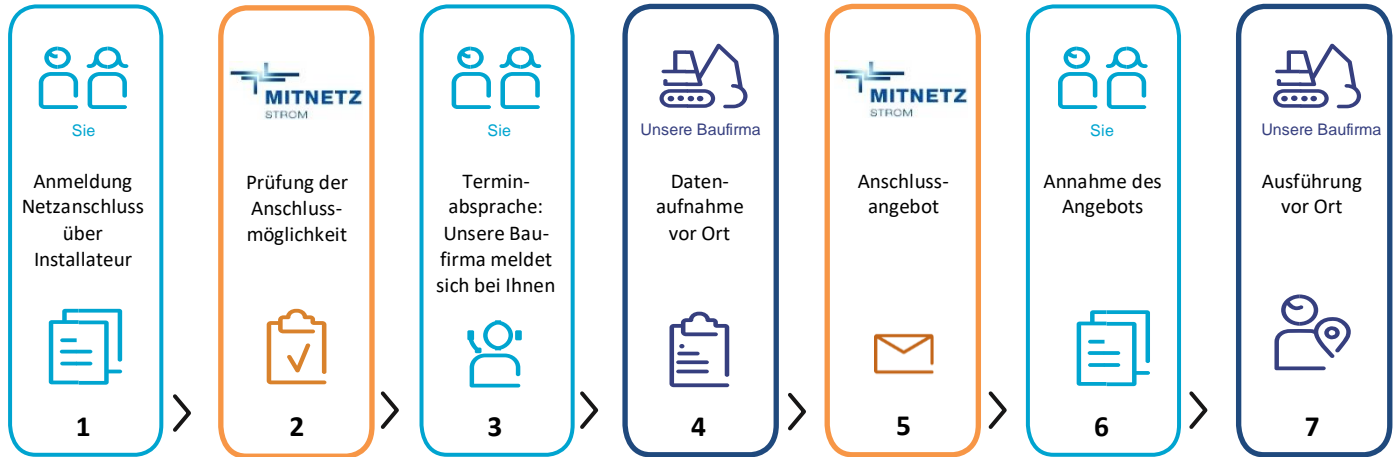 Sie
Anmeldung
Netzanschluss
über
Installateur
1
MITNETZ
STROM
Prüfung der
Anschluss-
möglichkeit
2
Sie
Termin-
absprache:
Unsere Bau-
firma meldet
sich bei Ihnen
3
Unsere Baufirma
Daten-
aufnahme
vor Ort
4
MITNETZ
STROM
Anschluss-
angebot
5
Sie
Annahme des
Angebots
6
Unsere Baufirma
Ausführung
vor Ort
7